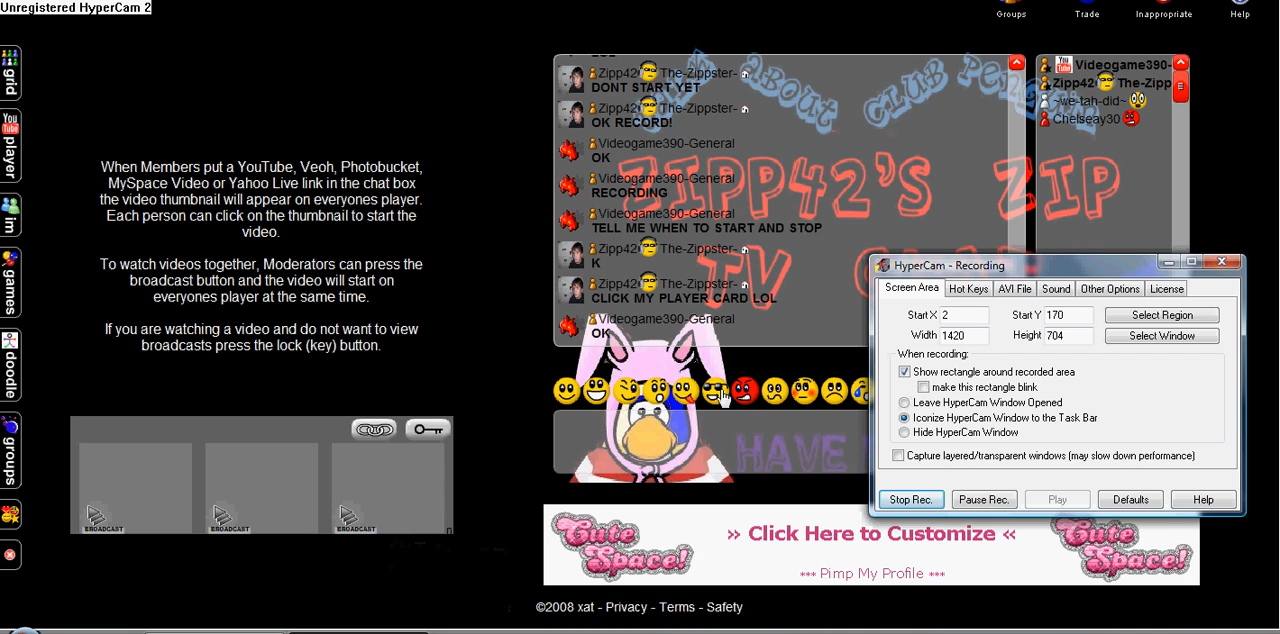 Unregistered HyperCam 2
Groups
Trade
Inappropriate
Help
grid
You Tube player
im
games
doodle
groups
When Members put a YouTube, Veoh, Photobucket,
MySpace Video or Yahoo Live link in the chat box
the video thumbnail will appear on everyones player.
Each person can click on the thumbnail to start the
video.
To watch videos together, Moderators can press the
broadcast button and the video will start on
everyones player at the same time.
If you are watching a video and do not want to view
broadcasts press the lock (key) button.
BROADCAST
BROADCAST
BROADCAST
n
ABOUT CLUB
ZIPP42'S ZIP
TV
HAVE
Zipp42 The-Zippster-
DONT START YET
Zipp42 The-Zippster-
OK RECORD!
Videogame390-General
OK
Videogame390-General
RECORDING
Videogame390-General
TELL ME WHEN TO START AND STOP
Zipp42 The-Zippster-
K
Zipp42 The-Zippster-
CLICK MY PLAYER CARD LOL
Videogame390-General
OK
You Tube Videogame390-
Zipp42 The-Zipp
~we-tah-did~
Chelseay30
HyperCam - Recording
Screen Area
Hot Keys
AVI File
Sound
Other Options
License
Start X 2
Start Y 170
Select Region
Width 1420
Height 704
Select Window
When recording:
Show rectangle around recorded area
make this rectangle blink
Leave HyperCam Window Opened
Iconize HyperCam Window to the Task Bar
Hide HyperCam Window
Capture layered/transparent windows (may slow down performance)
Stop Rec.
Pause Rec.
Play
Defaults
Help
Cute Space!
» Click Here to Customize «
*** Pimp My Profile ***
Cute Space!
©2008 xat - Privacy - Terms - Safety